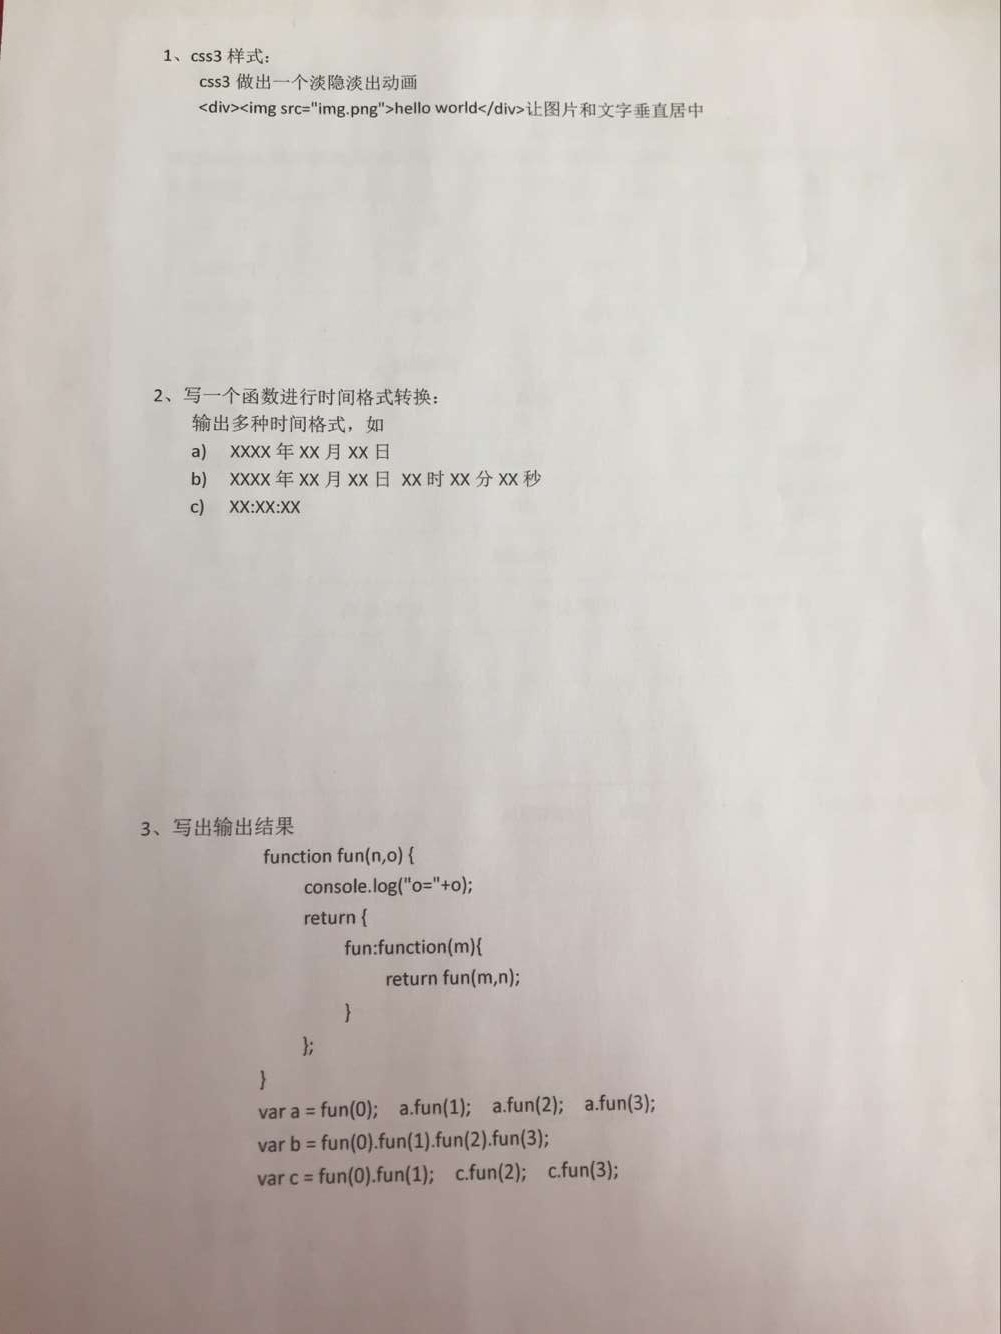 1、css3 样式：
css3 做出一个淡隐淡出动画
<div><img src="img.png">hello world</div>让图片和文字垂直居中
2、写一个函数进行时间格式转换：
输出多种时间格式，如
a) XXXX 年 XX 月 XX 日
b) XXXX 年 XX 月 XX 日 XX 时 XX 分 XX 秒
c) XX:XX:XX
3、写出输出结果
function fun(n,o) {
console.log("o="+o);
return {
fun:function(m){
return fun(m,n);
}
};
}
var a = fun(0); a.fun(1); a.fun(2); a.fun(3);
var b = fun(0).fun(1).fun(2).fun(3);
var c = fun(0).fun(1); c.fun(2); c.fun(3);